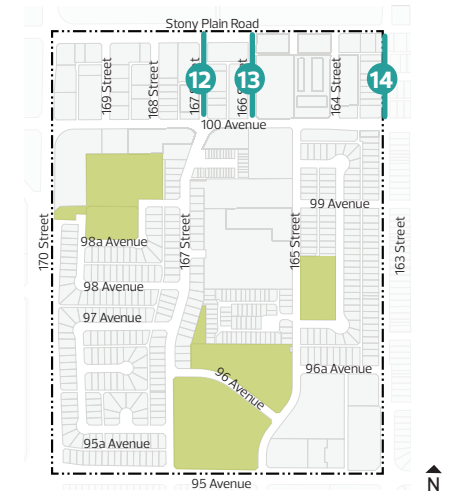 Stony Plain Road
169 Street
168 Street
167 Street
12
166 Street
13
164 Street
14
100 Avenue
99 Avenue
170 Street
98a Avenue
167 Street
165 Street
163 Street
98 Avenue
97 Avenue
96 Avenue
96a Avenue
95a Avenue
95 Avenue
N